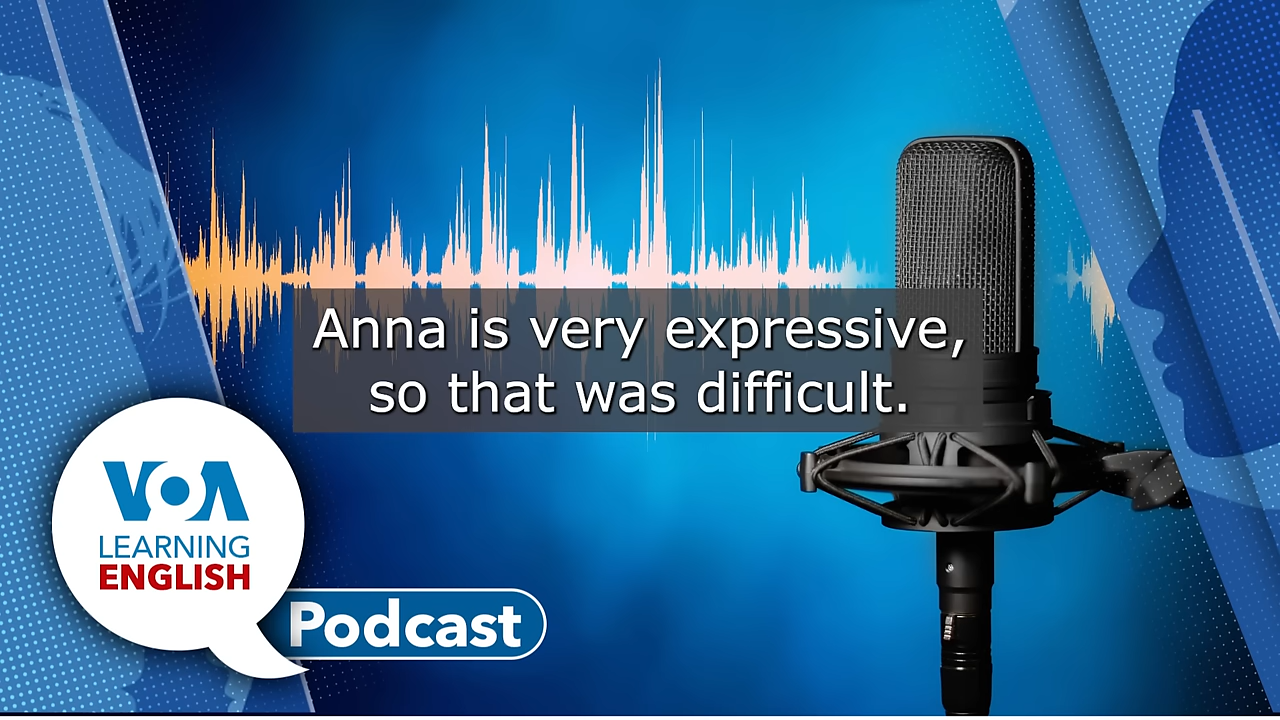 Anna is very expressive,
so that was difficult.
VOA
LEARNING
ENGLISH
Podcast